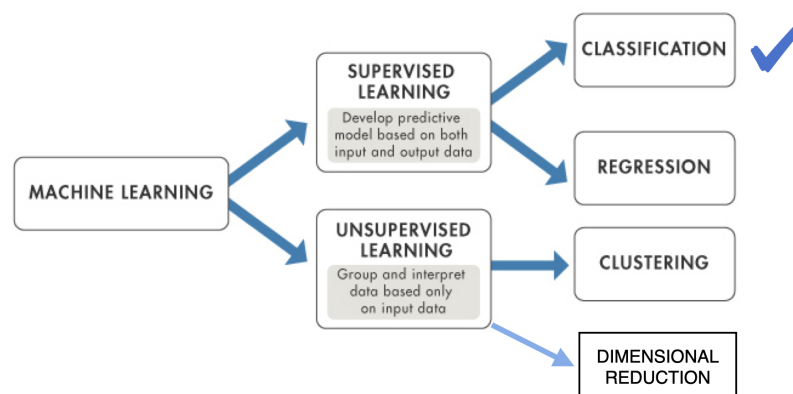 MACHINE LEARNING
SUPERVISED
LEARNING
Develop predictive
model based on both
input and output data
CLASSIFICATION
REGRESSION
UNSUPERVISED
LEARNING
Group and interpret
data based only
on input data
CLUSTERING
DIMENSIONAL
REDUCTION